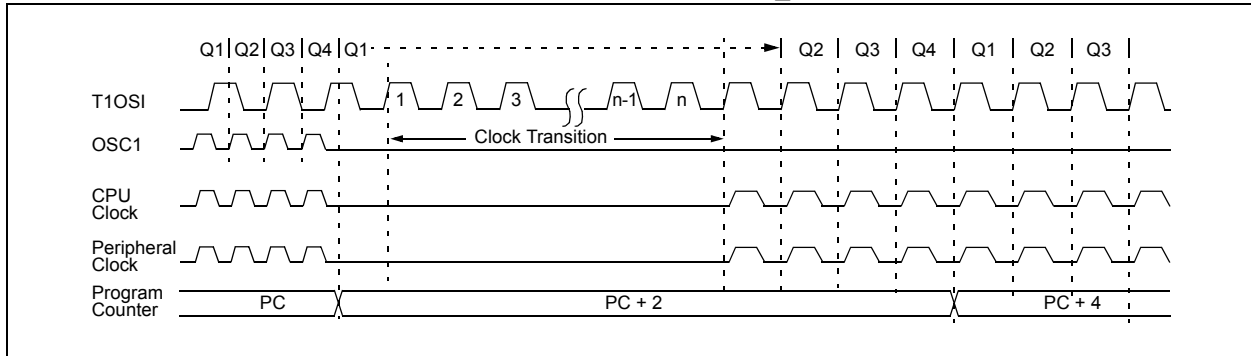 Q1 Q2 Q3 Q4 Q1 Q2 Q3 Q4 Q1 Q2 Q3
T1OSI 1 2 3 n-1 n
OSC1 Clock Transition
CPU
Clock
Peripheral
Clock
Program
Counter PC PC + 2 PC + 4